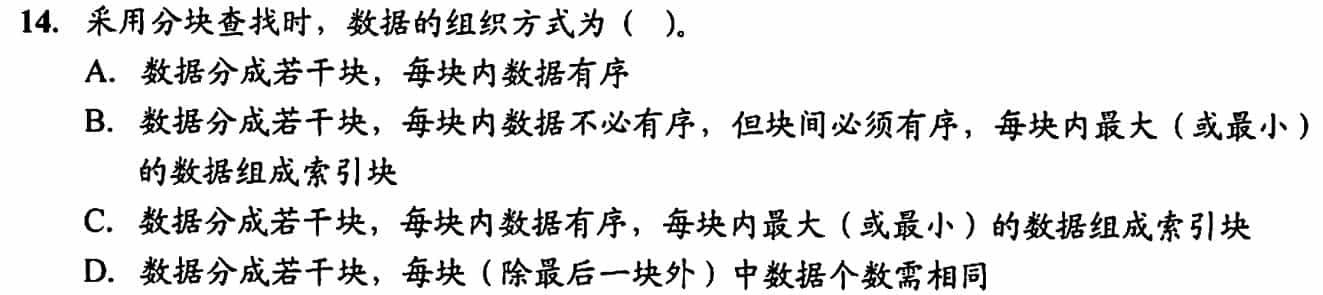 14. 采用分块查找时，数据的组织方式为（ ）。
A. 数据分成若干块，每块内数据有序
B. 数据分成若干块，每块内数据不必有序，但块间必须有序，每块内最大（或最小）
的数据组成索引块
C. 数据分成若干块，每块内数据有序，每块内最大（或最小）的数据组成索引块
D. 数据分成若干块，每块（除最后一块外）中数据个数需相同